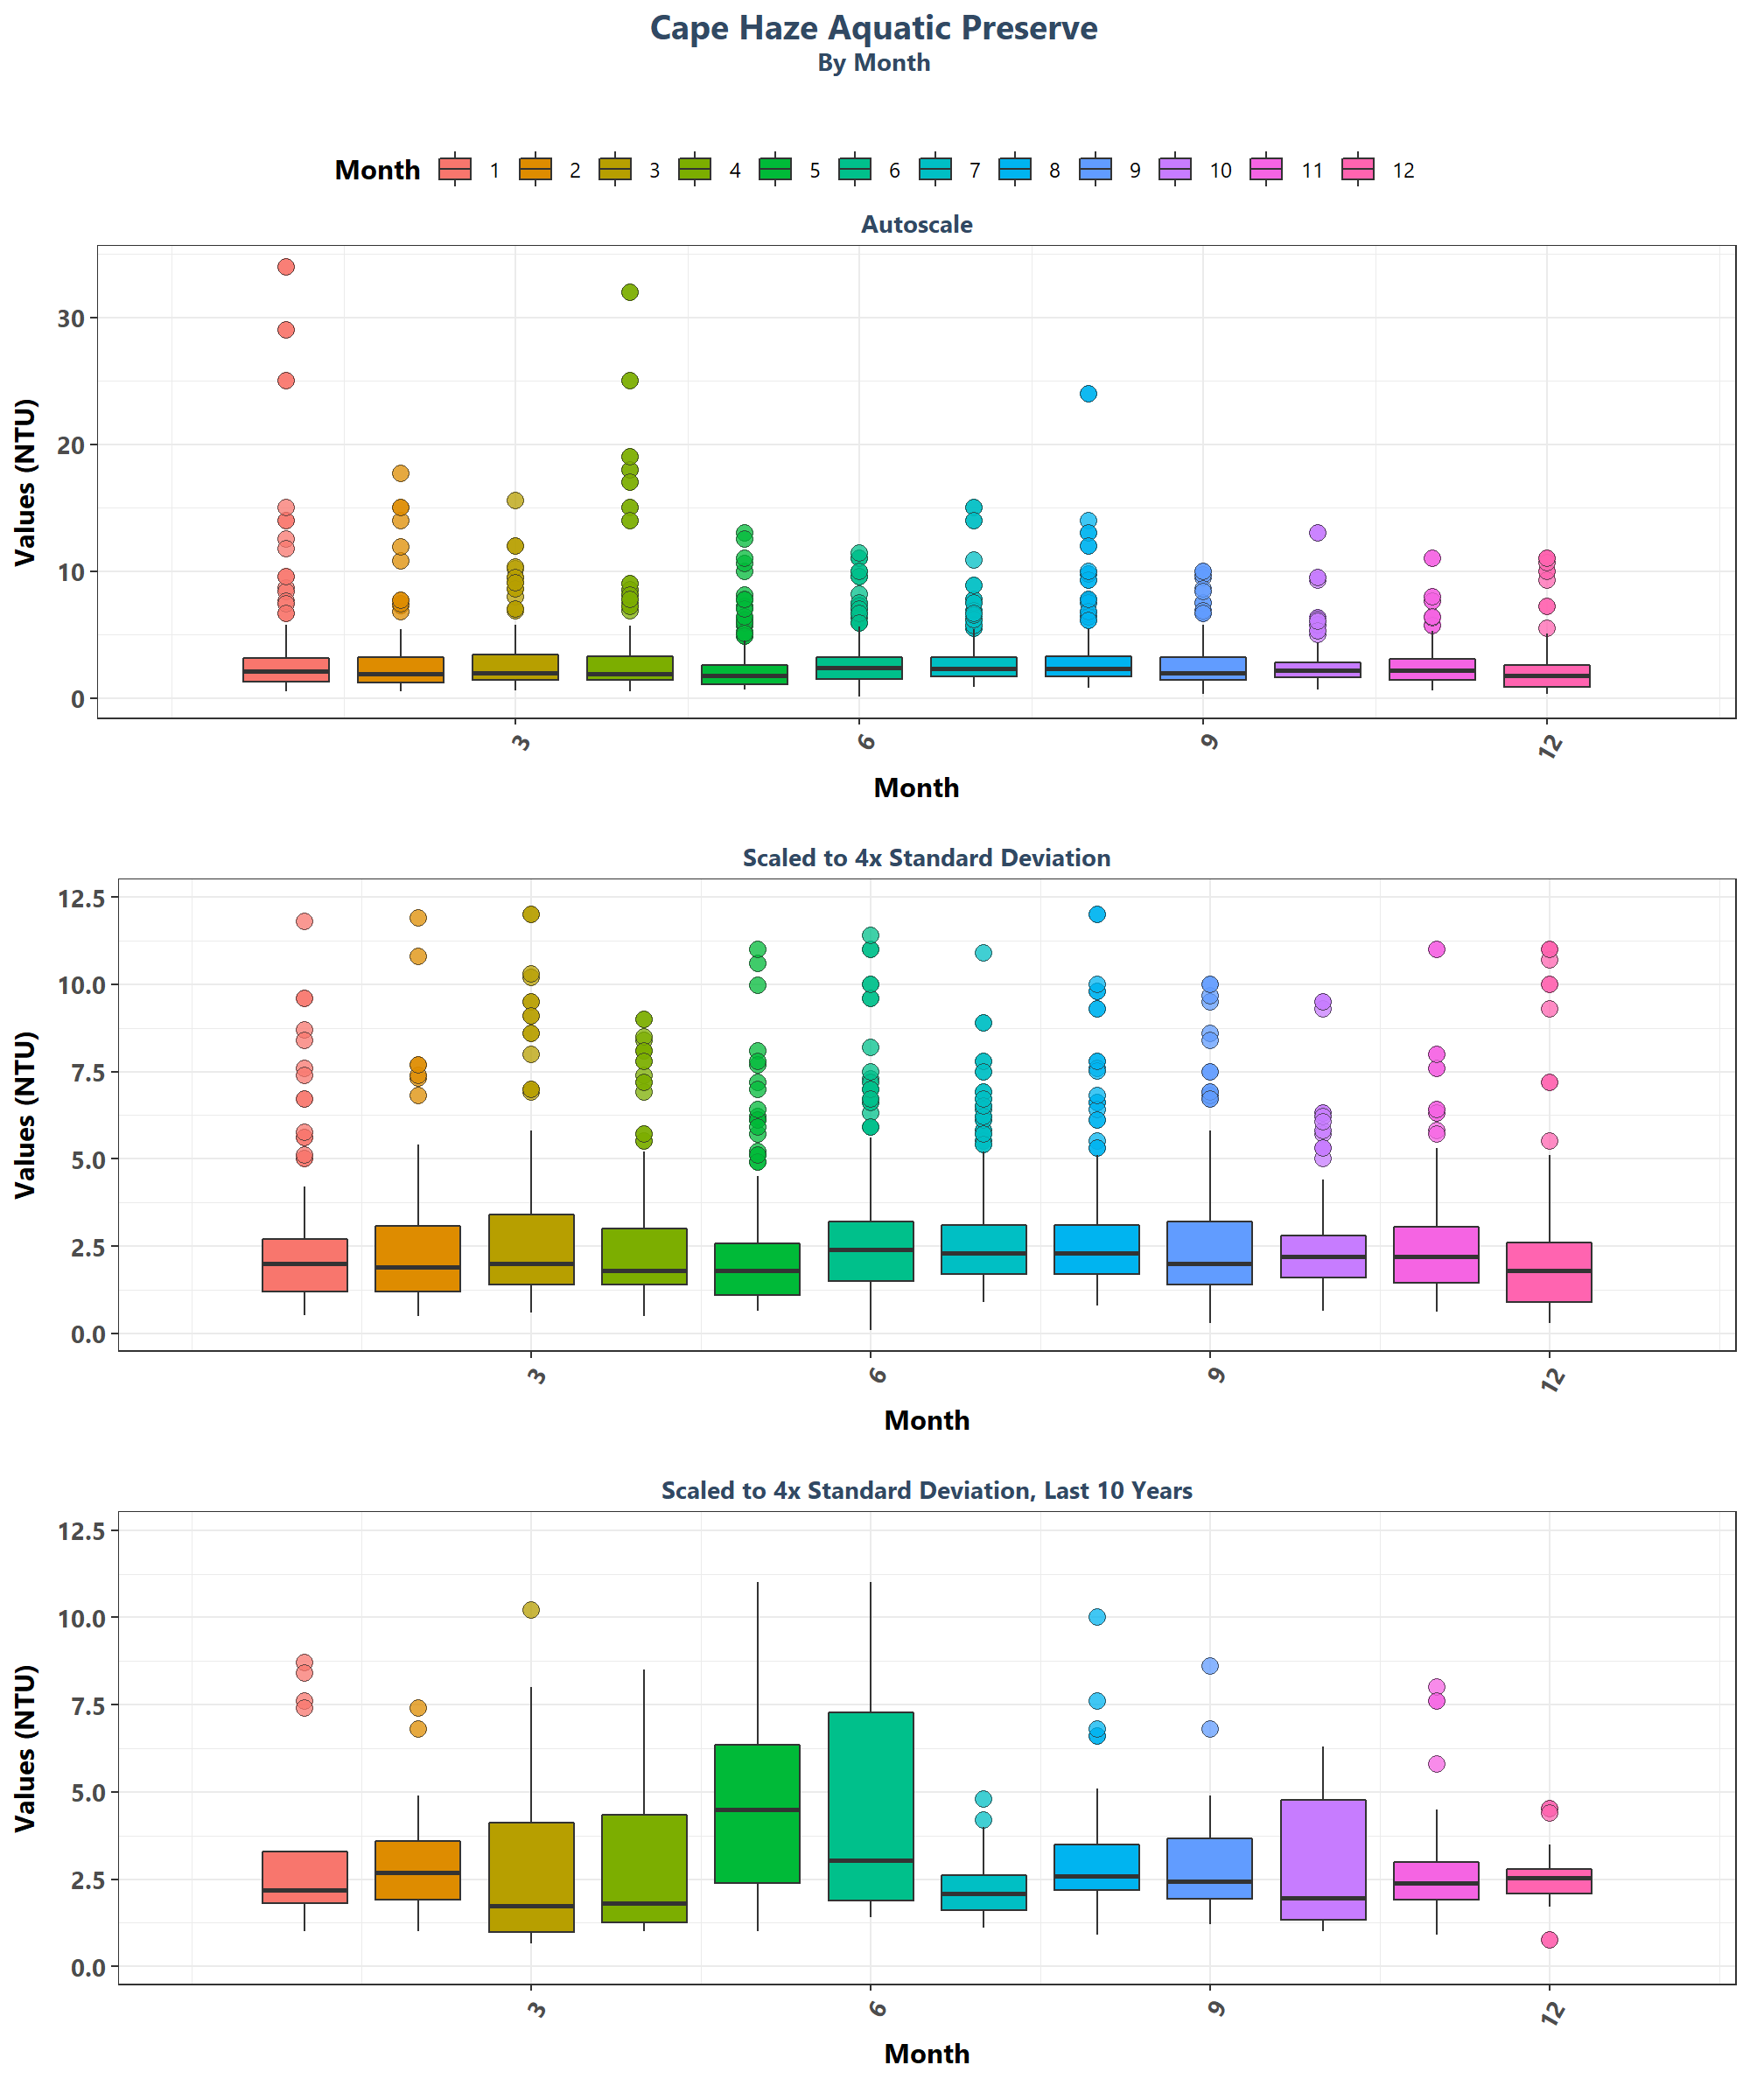 Cape Haze Aquatic Preserve
By Month
Month 1 2 3 4 5 6 7 8 9 10 11 12
Autoscale
Values (NTU)
30
20
10
0
3 6 9 12
Month
Scaled to 4x Standard Deviation
Values (NTU)
12.5
10.0
7.5
5.0
2.5
0.0
3 6 9 12
Month
Scaled to 4x Standard Deviation, Last 10 Years
Values (NTU)
12.5
10.0
7.5
5.0
2.5
0.0
3 6 9 12
Month